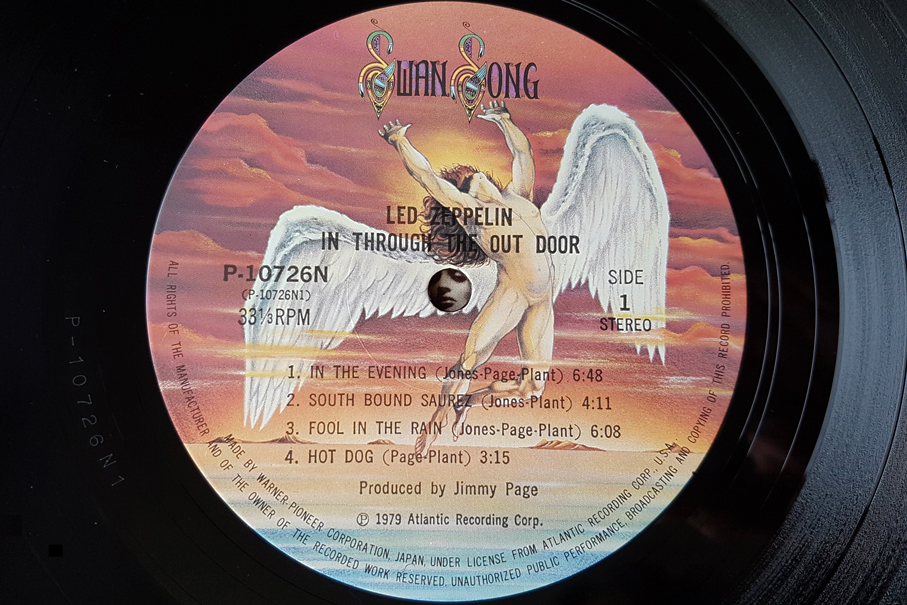 SWAN SONG
LED ZEPPELIN
IN THROUGH THE OUT DOOR
P-10726N
(P-10726N1)
33⅓RPM
SIDE
1
STEREO
1. IN THE EVENING (Jones-Page-Plant) 6:48
2. SOUTH BOUND SAUREZ (Jones-Plant) 4:11
3. FOOL IN THE RAIN (Jones-Page-Plant) 6:08
4. HOT DOG (Page-Plant) 3:15
Produced by Jimmy Page
Ⓟ 1979 Atlantic Recording Corp.
MADE BY WARNER-PIONEER CORPORATION, JAPAN, UNDER LICENSE FROM ATLANTIC RECORDING CORP., U.S.A.
ALL RIGHTS OF THE MANUFACTURER AND OF THE OWNER OF THE RECORDED WORK RESERVED. UNAUTHORIZED PUBLIC PERFORMANCE, BROADCASTING AND COPYING OF THIS RECORD PROHIBITED.
P-10726N1